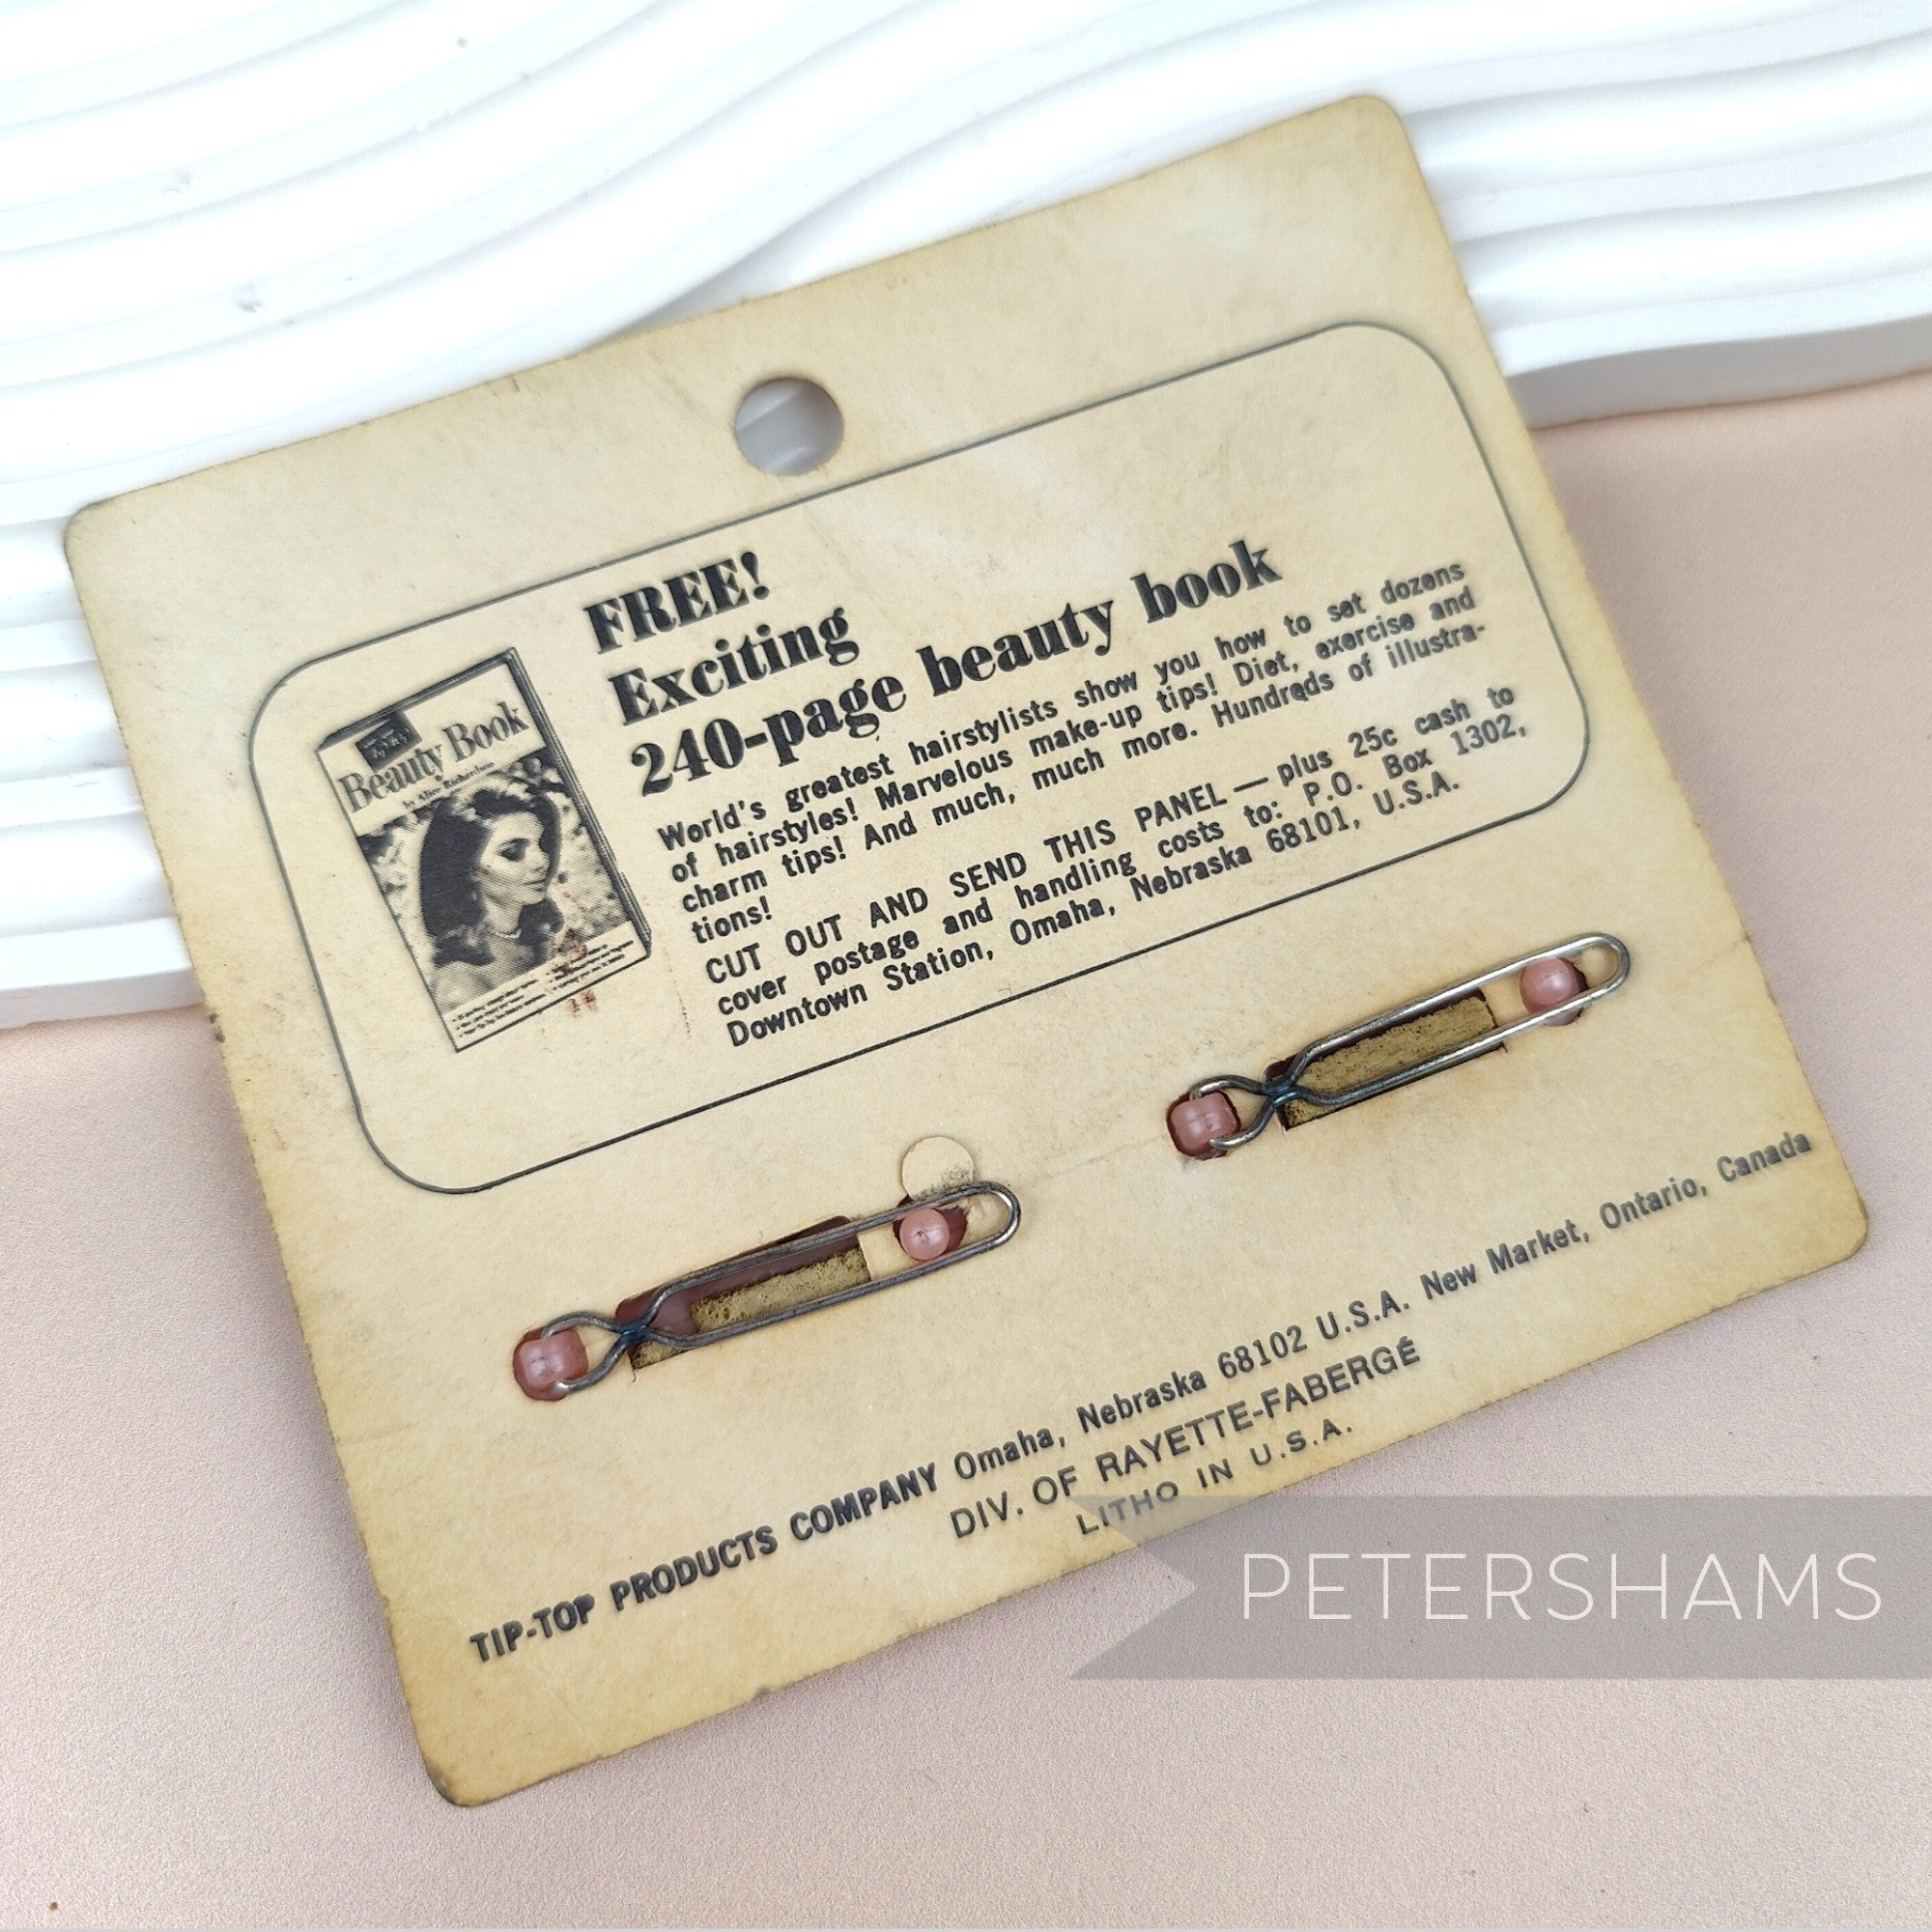 FREE!
Exciting
240-page beauty book
World's greatest hairstylists show you how to set dozens
of hairstyles! Marvelous make-up tips! Diet, exercise and
charm tips! And much, much more. Hundreds of illustra-
tions!
CUT OUT AND SEND THIS PANEL — plus 25c cash to
cover postage and handling costs to: P.O. Box 1302,
Downtown Station, Omaha, Nebraska 68101, U.S.A.
Beauty Book
by Alice Richardson
TIP-TOP PRODUCTS COMPANY Omaha, Nebraska 68102 U.S.A. New Market, Ontario, Canada
DIV. OF RAYETTE-FABERGÉ
LITHO IN U.S.A.
PETERSHAMS